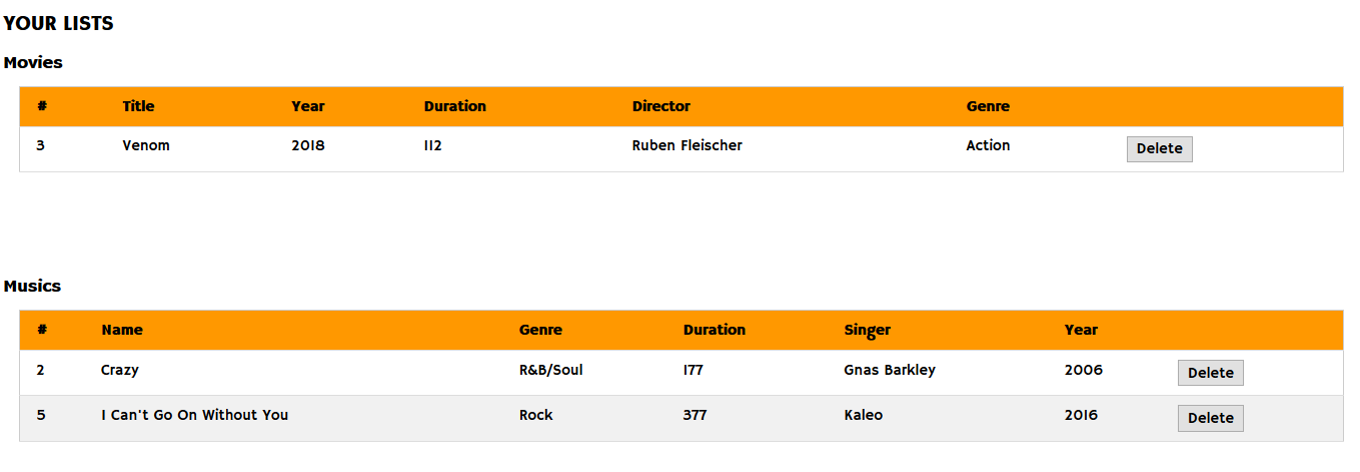 YOUR LISTS
Movies
# Title Year Duration Director Genre
3 Venom 2018 112 Ruben Fleischer Action Delete
Musics
# Name Genre Duration Singer Year
2 Crazy R&B/Soul 177 Gnas Barkley 2006 Delete
5 I Can't Go On Without You Rock 377 Kaleo 2016 Delete